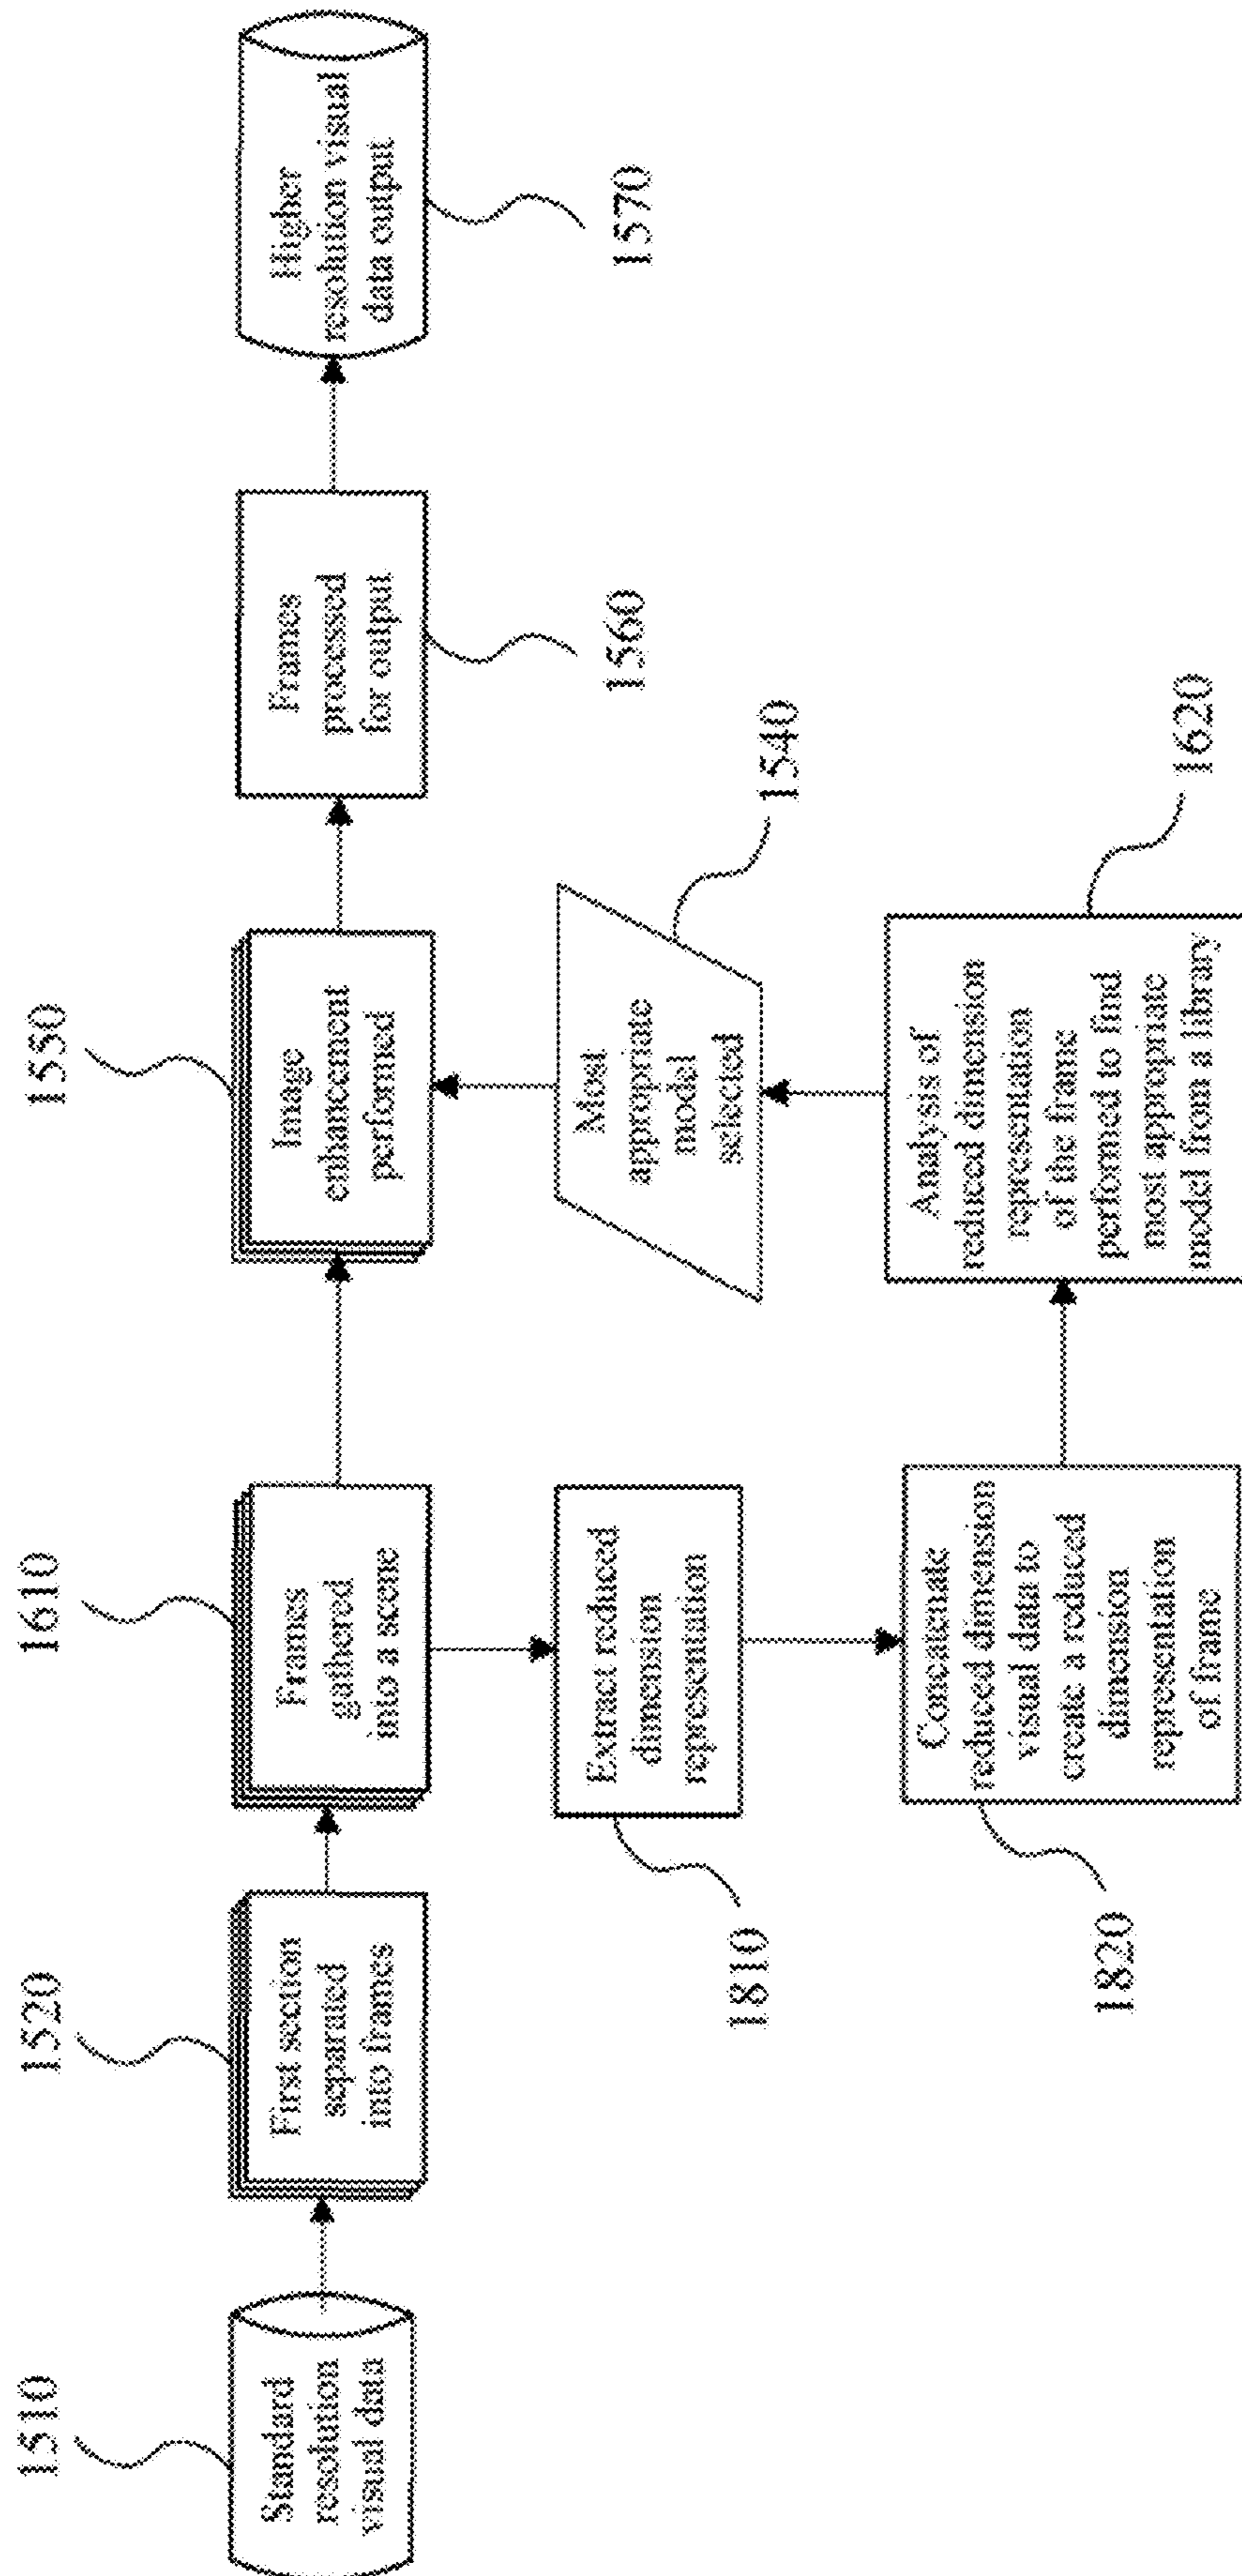 1510
Standard
resolution
visual data
1520
First section
separated
into frames
1610
Frames
gathered
into a scene
1550
Image
enhancement
performed
Frames
processed
for output
1560
Higher
resolution visual
data output
1570
Extract reduced
dimension
representation
1810
Most
appropriate
modal
selected
1540
Concatenate
reduced dimension
visual data to
create a reduced
dimension
representation
of frame
1820
Analysis of
reduced dimension
representation
of the frame
performed to find
most appropriate
model from a library
1620